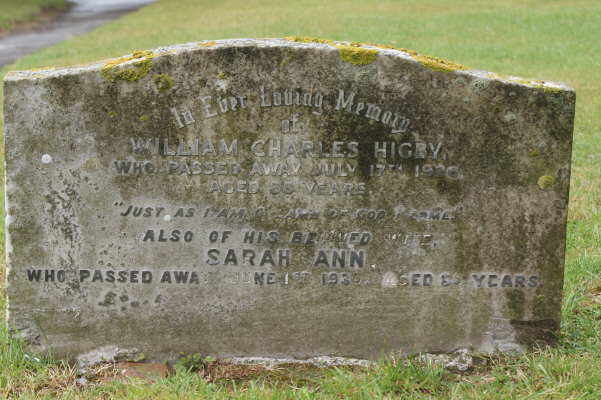 In Ever Loving Memory
of
WILLIAM CHARLES HIGBY,
WHO PASSED AWAY JULY 17TH
AGED YEARS.
"JUST AS I AM, O LAMB OF GOD I COME."
ALSO OF HIS BELOVED WIFE,
SARAH ANN
WHO PASSED AWAY JUNE 1ST AGED YEARS.